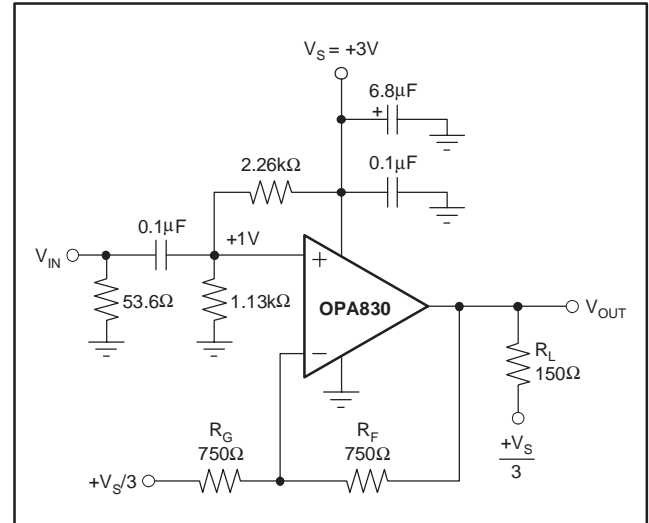 V_S = +3V
6.8μF
+
2.26kΩ
0.1μF
0.1μF
+1V
V_IN
+
53.6Ω
1.13kΩ
OPA830
V_OUT
−
R_L
150Ω
R_G
750Ω
R_F
750Ω
+V_S
3
+V_S/3